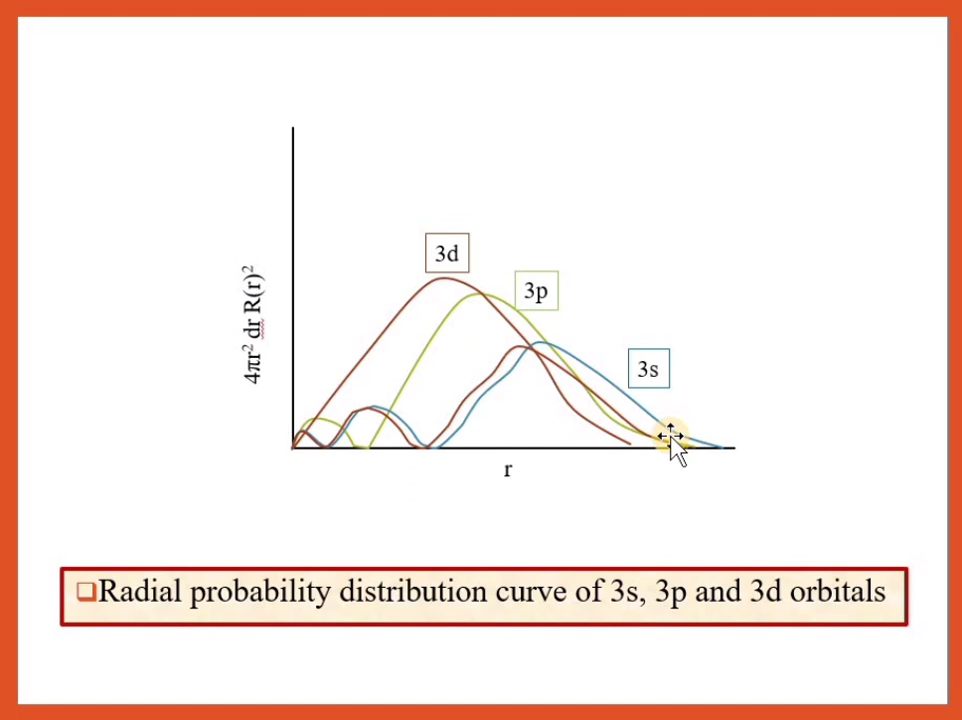 3d
3p
3s
4πr² dr R(r)²
r
Radial probability distribution curve of 3s, 3p and 3d orbitals